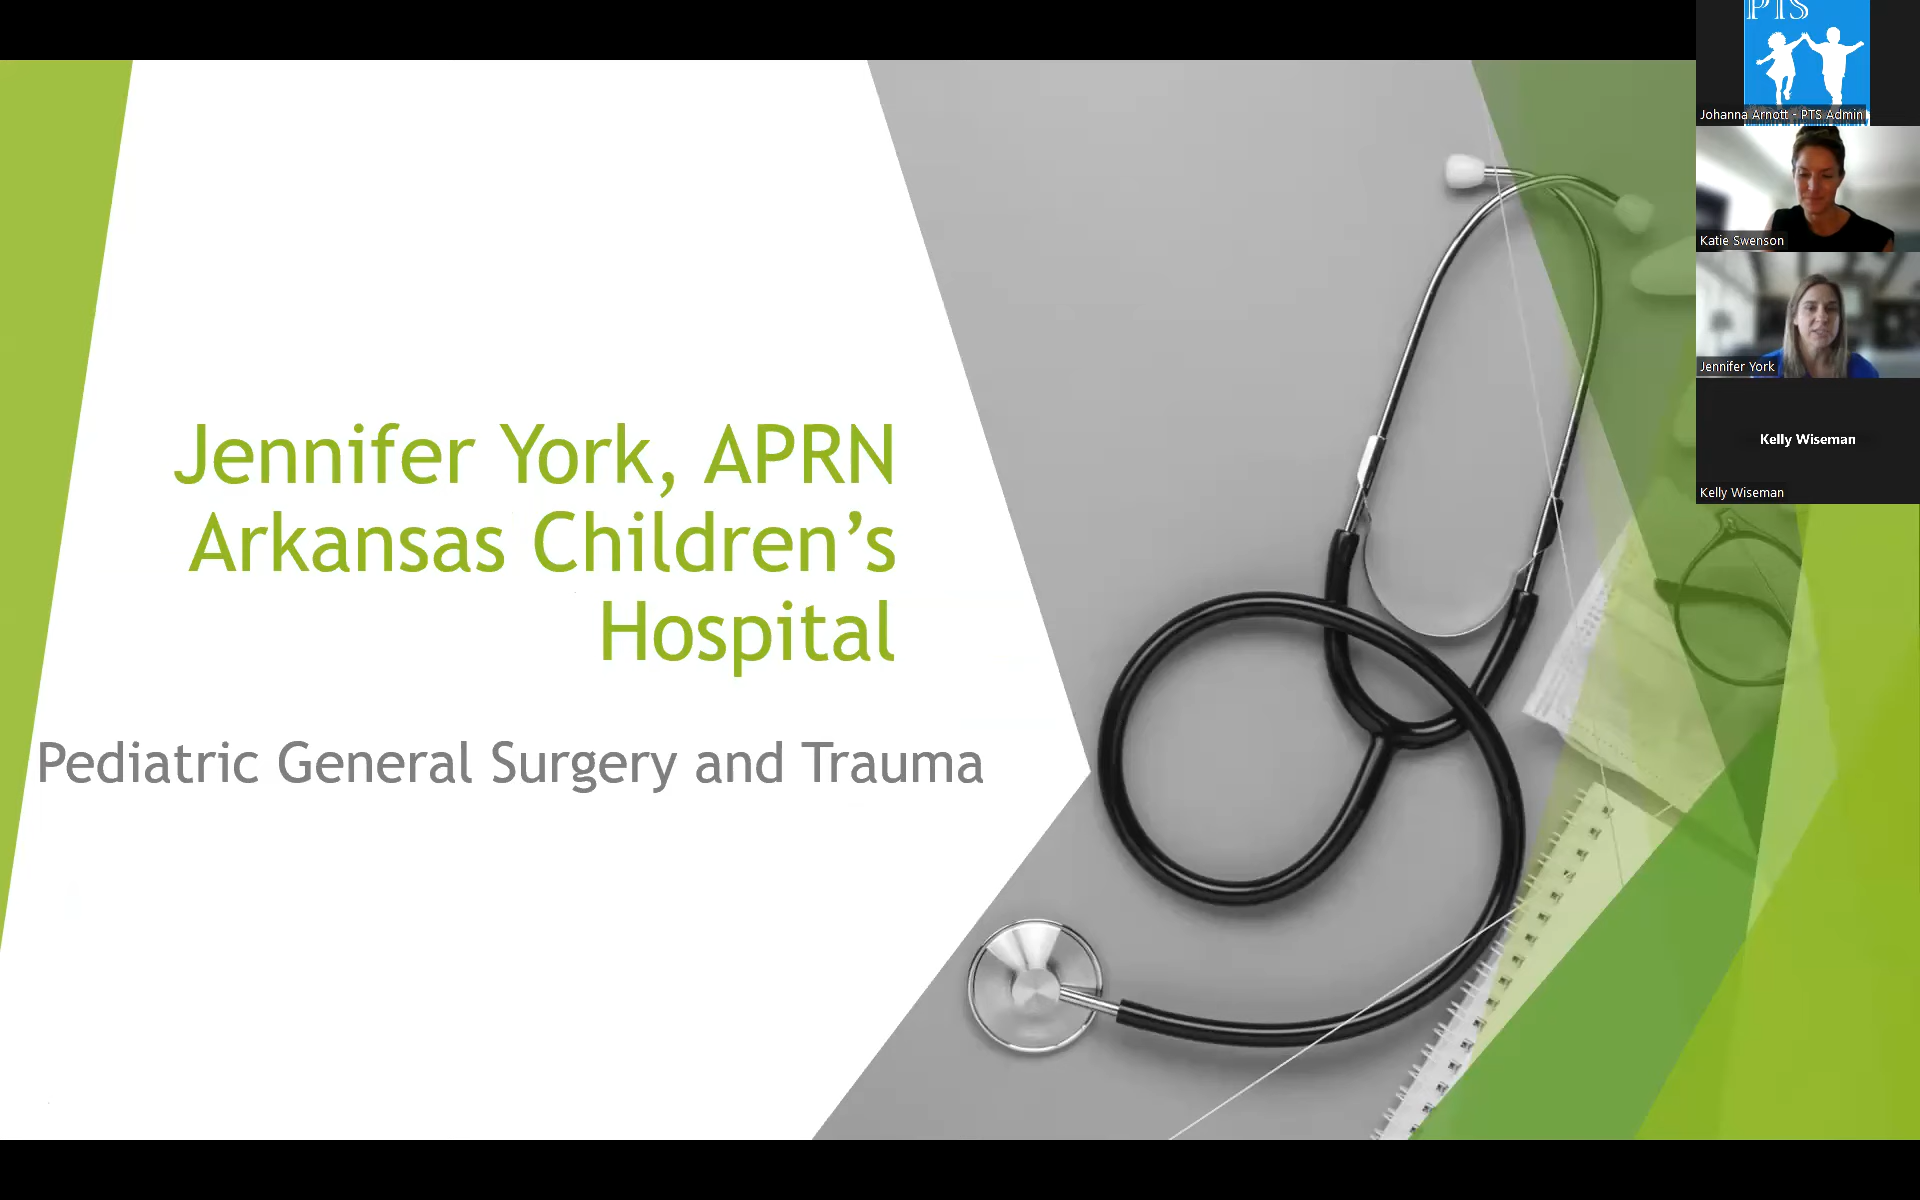 Jennifer York, APRN
Arkansas Children’s
Hospital
Pediatric General Surgery and Trauma
PTS
Johanna Arnott - PTS Admin
Katie Swenson
Jennifer York
Kelly Wiseman
Kelly Wiseman